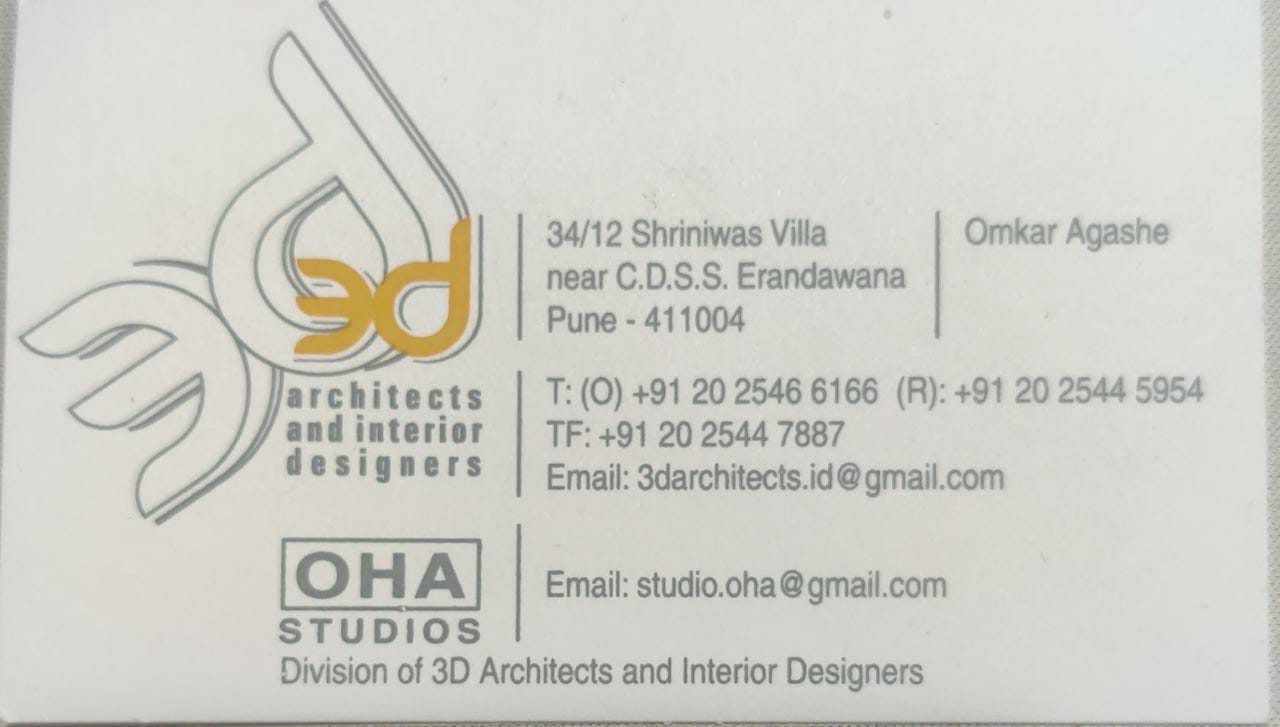 3d
architects
and interior
designers
34/12 Shriniwas Villa
near C.D.S.S. Erandawana
Pune - 411004
Omkar Agashe
T: (O) +91 20 2546 6166 (R): +91 20 2544 5954
TF: +91 20 2544 7887
Email: 3darchitects.id@gmail.com
OHA
STUDIOS
Email: studio.oha@gmail.com
Division of 3D Architects and Interior Designers